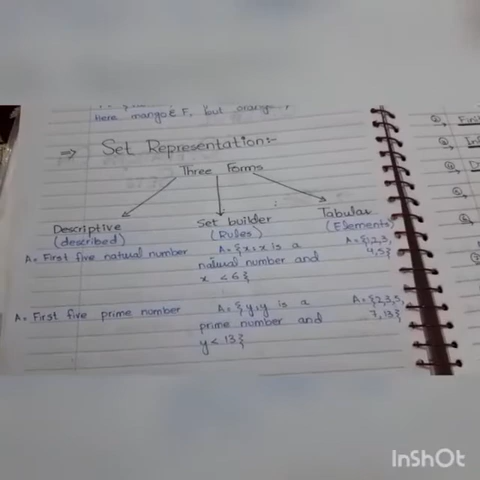 Here mango ∉ F, but orange
⇒ Set Representation:-
Three Forms
Descriptive
(described)
A= First five natural number
Set builder
(Rules)
A= {x:x is a
natural number and
x < 6}
Tabular
(Elements)
A= {1,2,3,
4,5}
A= First five prime number
A= {y,y is a
prime number and
y < 13}
A= {2,3,5,
7,13}
First
InShOt